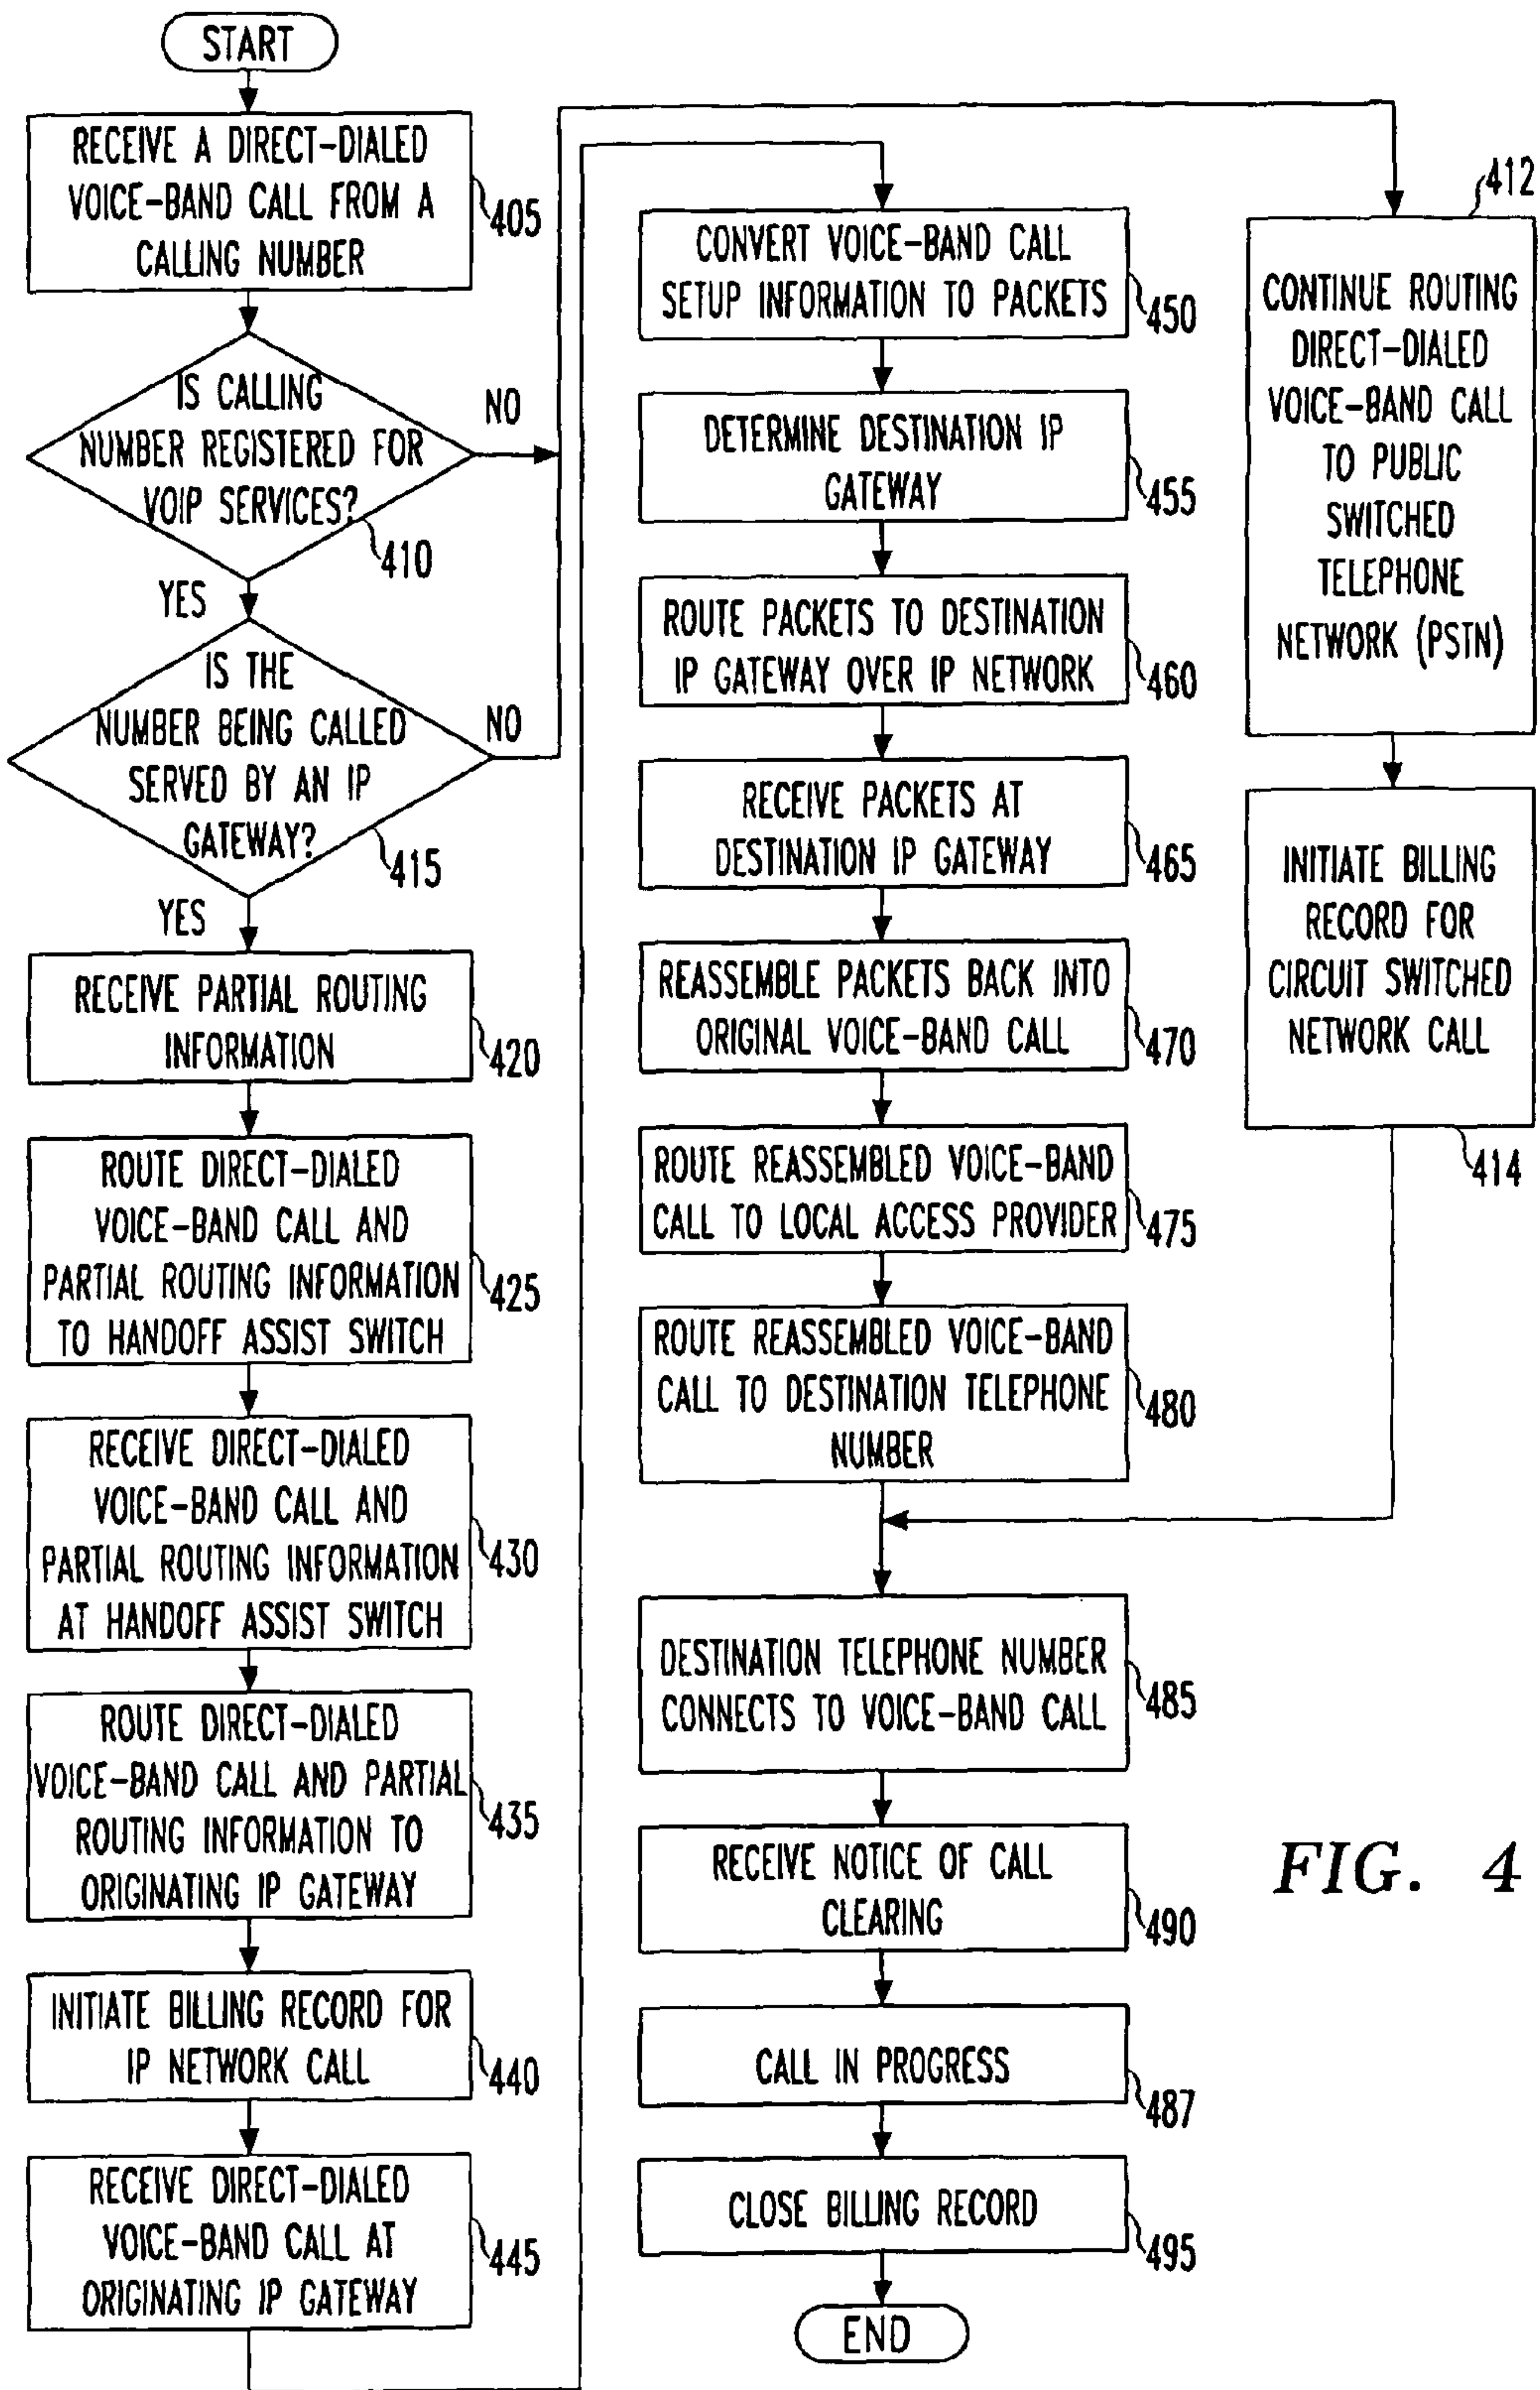 START
RECEIVE A DIRECT-DIALED
VOICE-BAND CALL FROM A
CALLING NUMBER
405
IS CALLING
NUMBER REGISTERED FOR
VOIP SERVICES?
410
NO
YES
IS THE
NUMBER BEING CALLED
SERVED BY AN IP
GATEWAY?
415
NO
YES
RECEIVE PARTIAL ROUTING
INFORMATION
420
ROUTE DIRECT-DIALED
VOICE-BAND CALL AND
PARTIAL ROUTING INFORMATION
TO HANDOFF ASSIST SWITCH
425
RECEIVE DIRECT-DIALED
VOICE-BAND CALL AND
PARTIAL ROUTING INFORMATION
AT HANDOFF ASSIST SWITCH
430
ROUTE DIRECT-DIALED
VOICE-BAND CALL AND PARTIAL
ROUTING INFORMATION TO
ORIGINATING IP GATEWAY
435
INITIATE BILLING RECORD FOR
IP NETWORK CALL
440
RECEIVE DIRECT-DIALED
VOICE-BAND CALL AT
ORIGINATING IP GATEWAY
445
CONVERT VOICE-BAND CALL
SETUP INFORMATION TO PACKETS
450
DETERMINE DESTINATION IP
GATEWAY
455
ROUTE PACKETS TO DESTINATION
IP GATEWAY OVER IP NETWORK
460
RECEIVE PACKETS AT
DESTINATION IP GATEWAY
465
REASSEMBLE PACKETS BACK INTO
ORIGINAL VOICE-BAND CALL
470
ROUTE REASSEMBLED VOICE-BAND
CALL TO LOCAL ACCESS PROVIDER
475
ROUTE REASSEMBLED VOICE-BAND
CALL TO DESTINATION TELEPHONE
NUMBER
480
DESTINATION TELEPHONE NUMBER
CONNECTS TO VOICE-BAND CALL
485
RECEIVE NOTICE OF CALL
CLEARING
490
CALL IN PROGRESS
487
CLOSE BILLING RECORD
495
END
412
CONTINUE ROUTING
DIRECT-DIALED
VOICE-BAND CALL
TO PUBLIC
SWITCHED
TELEPHONE
NETWORK (PSTN)
INITIATE BILLING
RECORD FOR
CIRCUIT SWITCHED
NETWORK CALL
414
FIG. 4